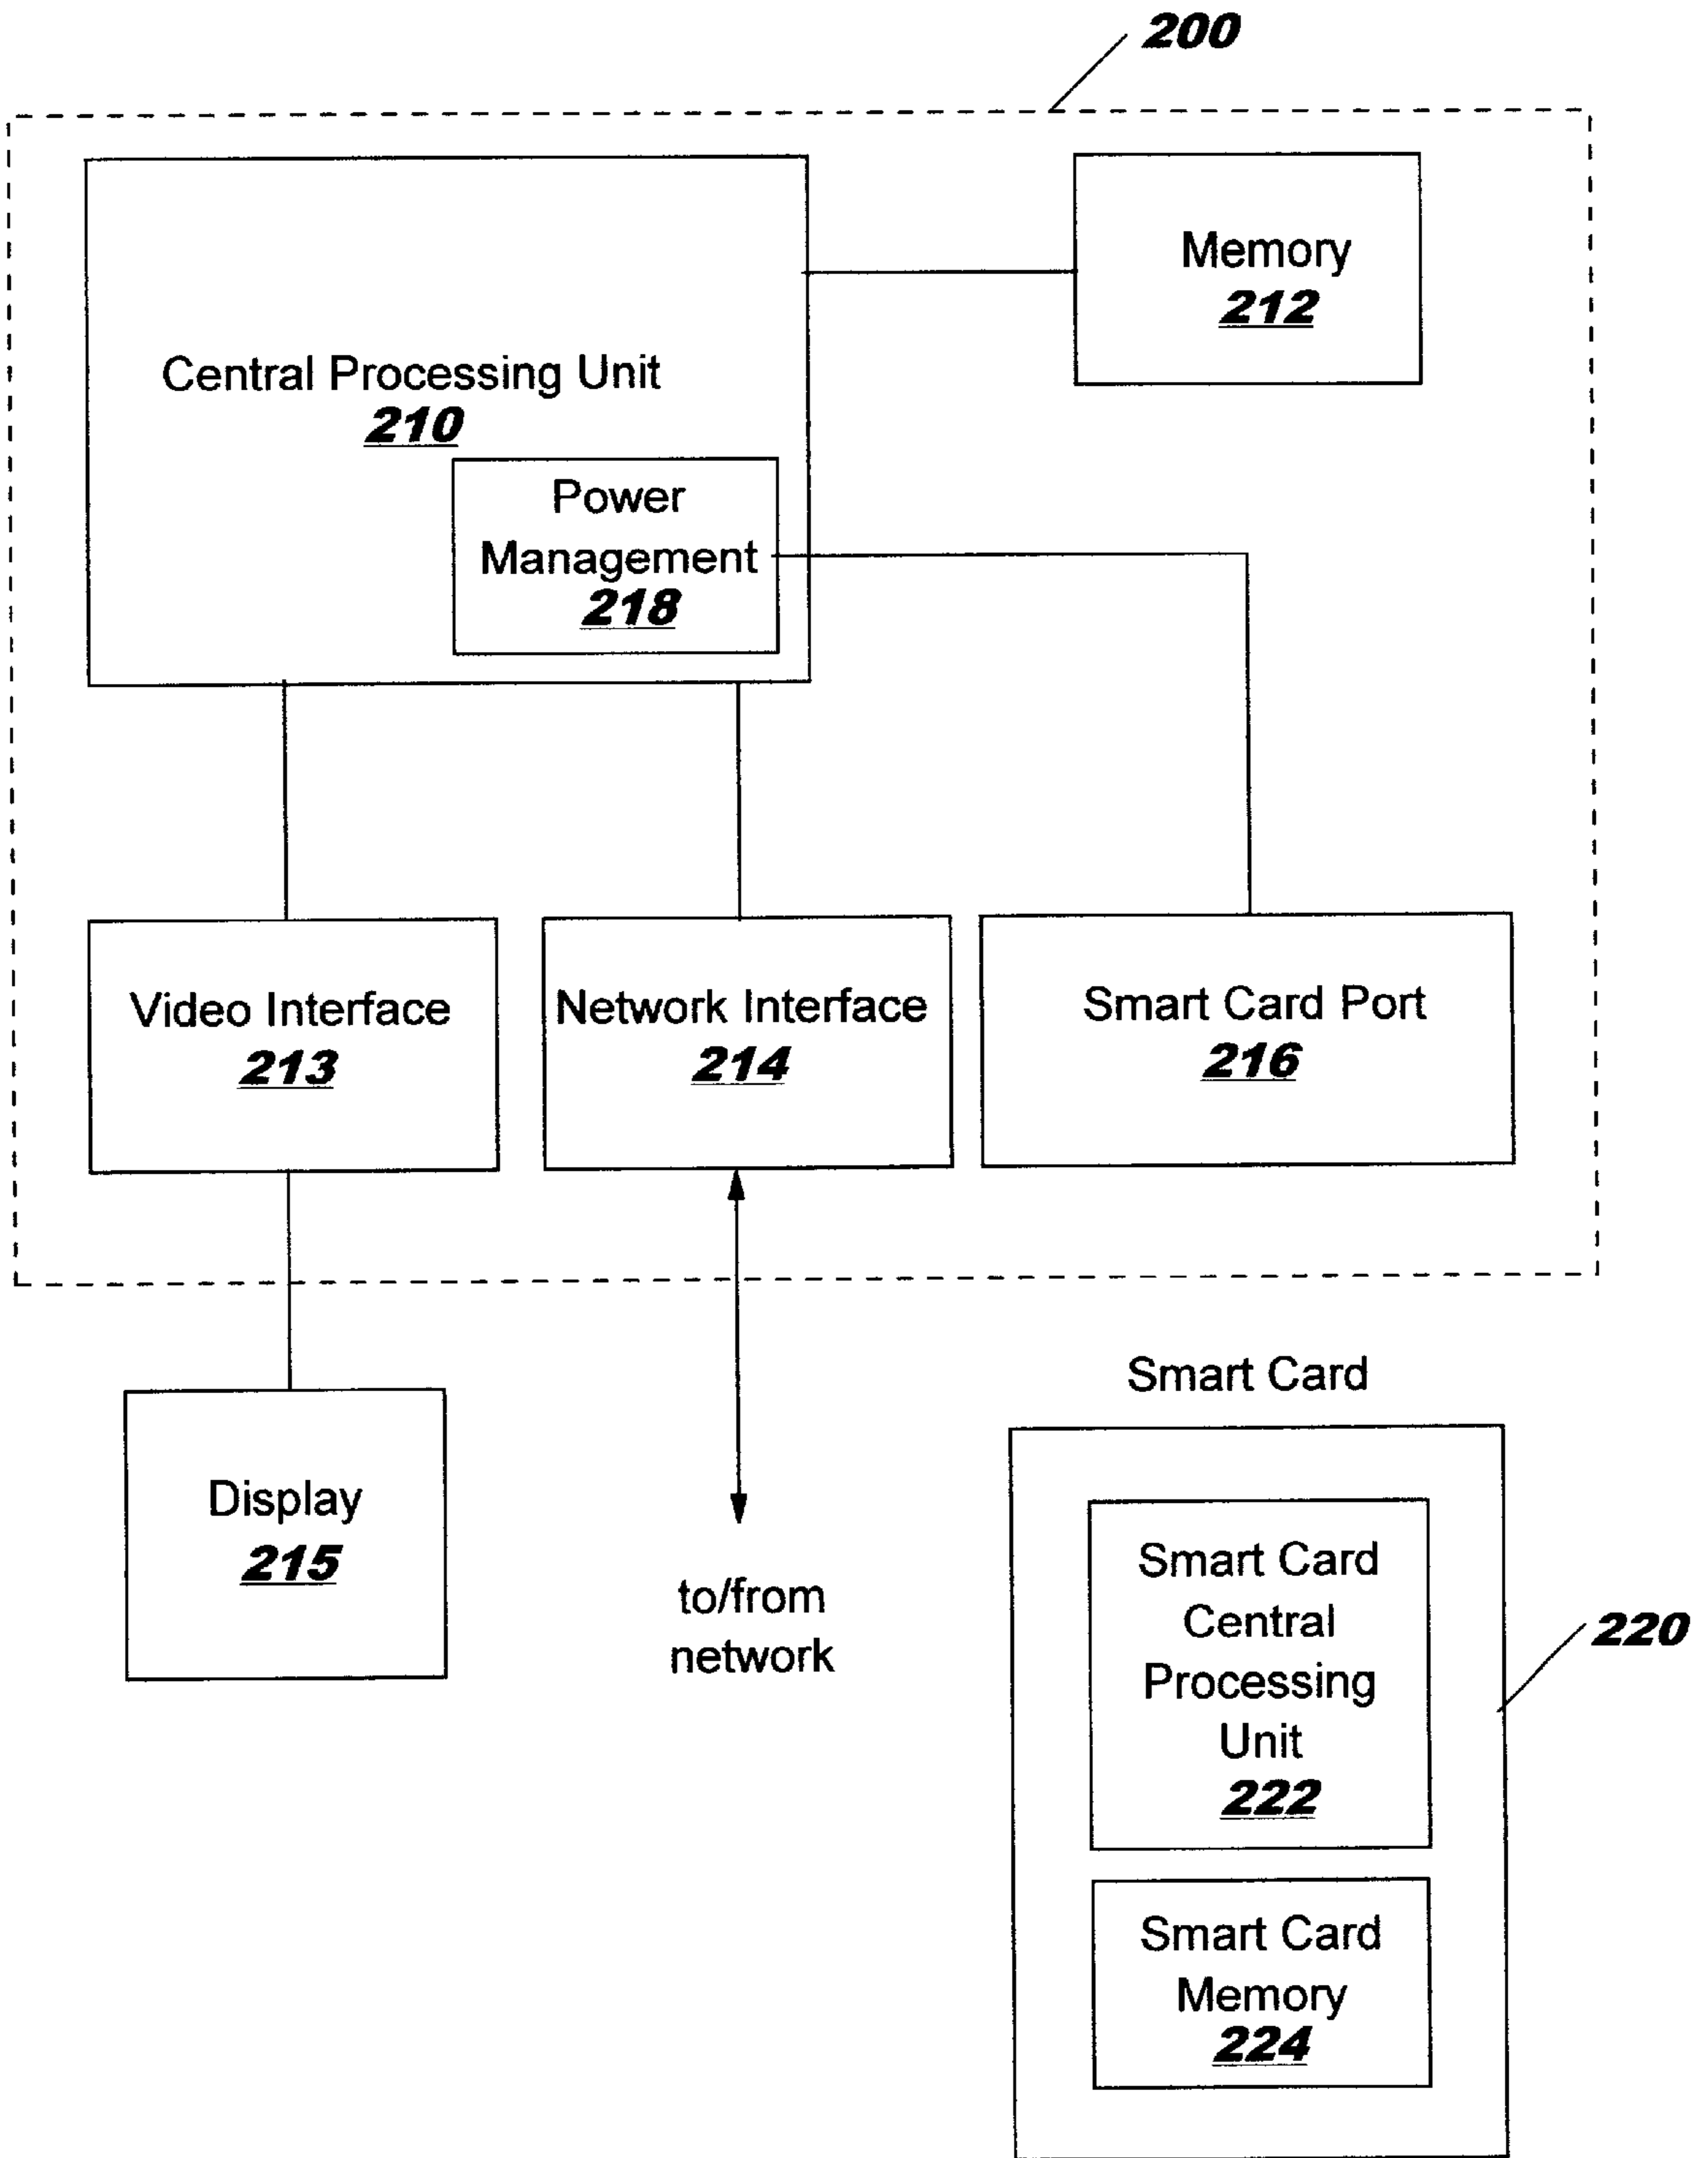 200
Central Processing Unit
210
Memory
212
Power
Management
218
Video Interface
213
Network Interface
214
Smart Card Port
216
Display
215
to/from
network
Smart Card
Smart Card
Central
Processing
Unit
222
220
Smart Card
Memory
224